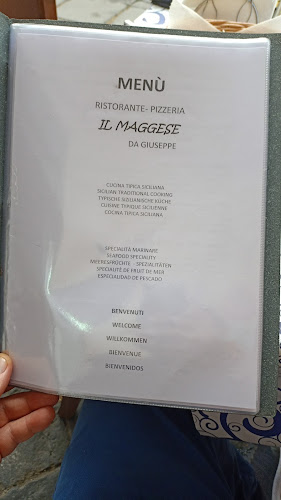 MENÙ
RISTORANTE- PIZZERIA
IL MAGGESE
DA GIUSEPPE
CUCINA TIPICA SICILIANA
SICILIAN TRADITIONAL COOKING
TYPISCHE SIZILIANISCHE KÜCHE
CUISINE TYPIQUE SICILIENNE
COCINA TIPICA SICILIANA
SPECIALITÀ MARINARE
SEAFOOD SPECIALITY
MEERESFRÜCHTE - SPEZIALITÄTEN
SPECIALITÉ DE FRUIT DE MER
ESPECIALIDAD DE PESCADO
BENVENUTI
WELCOME
WILLKOMMEN
BIENVENUE
BIENVENIDOS